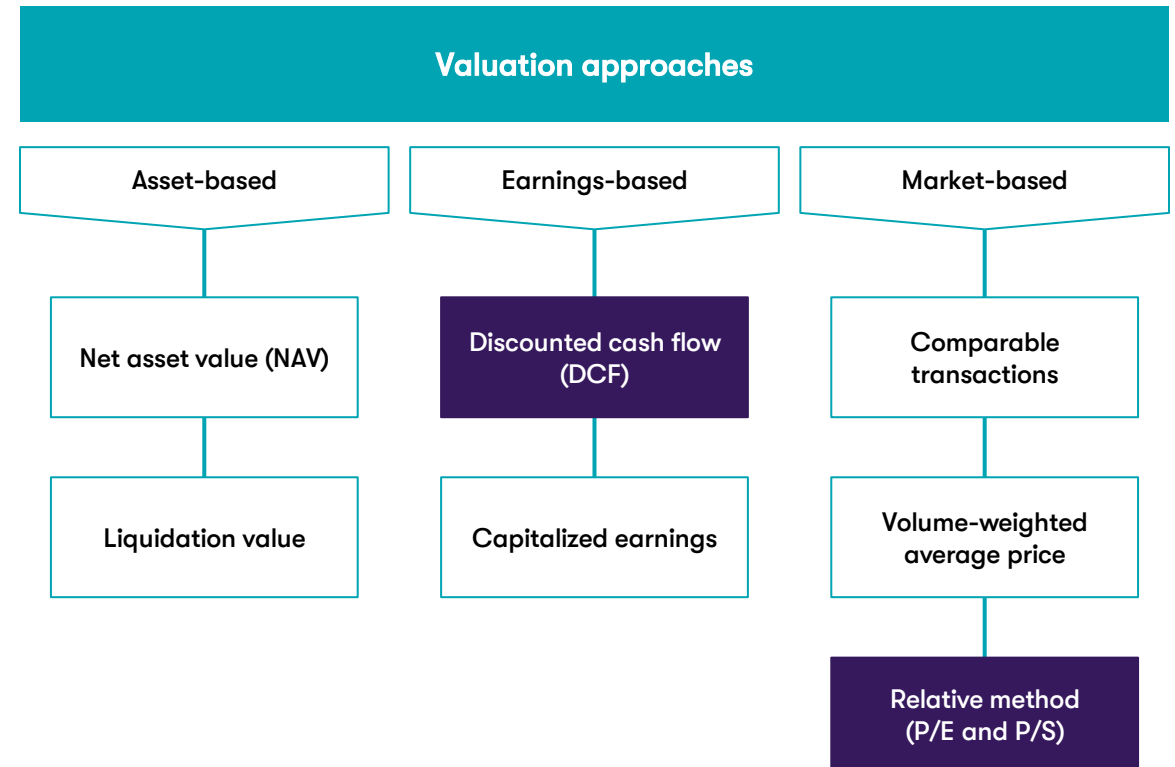 Valuation approaches
Asset-based
Net asset value (NAV)
Liquidation value
Earnings-based
Discounted cash flow
(DCF)
Capitalized earnings
Market-based
Comparable
transactions
Volume-weighted
average price
Relative method
(P/E and P/S)